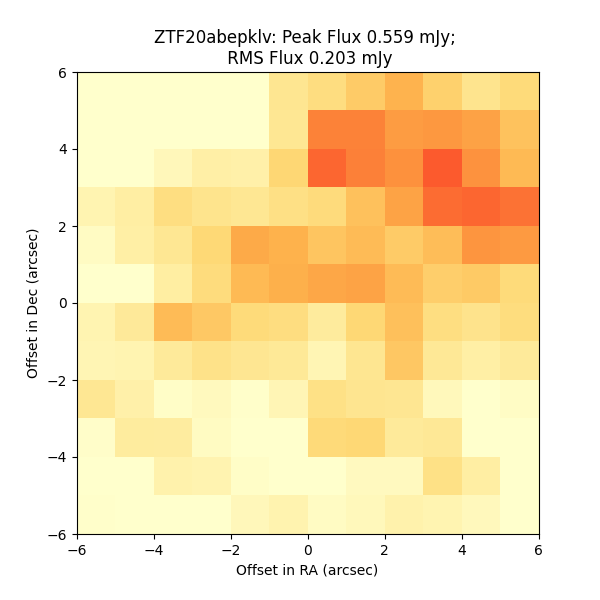 ZTF20abepklv: Peak Flux 0.559 mJy;
RMS Flux 0.203 mJy
6
4
2
0
−2
−4
−6
Offset in Dec (arcsec)
−6 −4 −2 0 2 4 6
Offset in RA (arcsec)